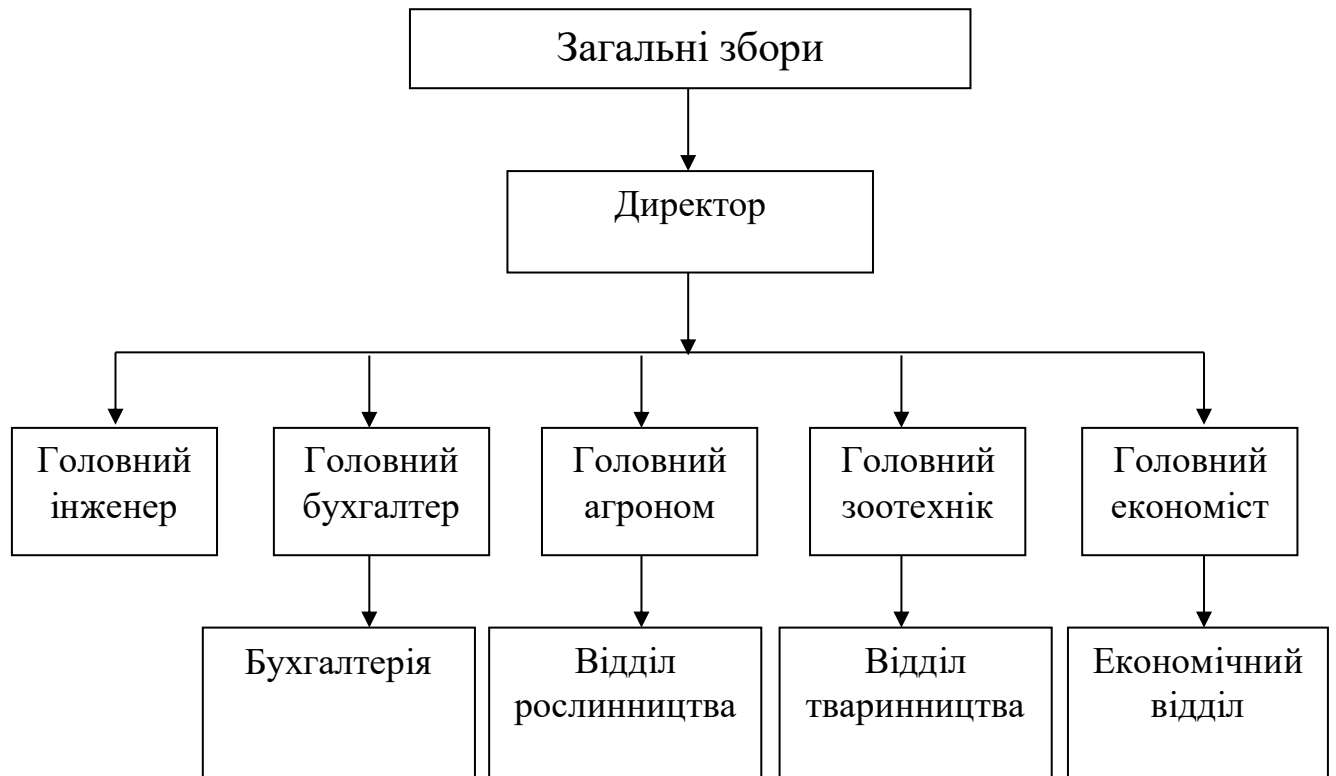 Загальні збори
Директор
Головний
інженер
Головний
бухгалтер
Головний
агроном
Головний
зоотехнік
Головний
економіст
Бухгалтерія
Відділ
рослинництва
Відділ
тваринництва
Економічний
відділ